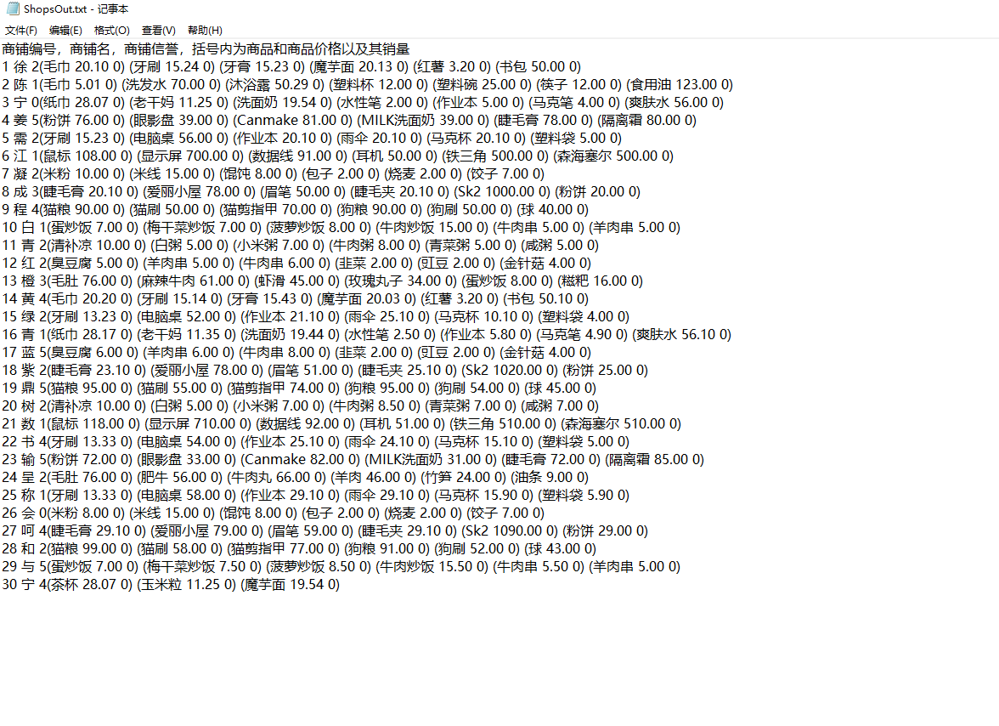 ShopsOut.txt - 记事本
文件(F) 编辑(E) 格式(O) 查看(V) 帮助(H)
商铺编号，商铺名，商铺信誉，括号内为商品和商品价格以及其销量
1 徐 2(毛巾 20.10 0) (牙刷 15.24 0) (牙膏 15.23 0) (魔芋面 20.13 0) (红薯 3.20 0) (书包 50.00 0)
2 陈 1(毛巾 5.01 0) (洗发水 70.00 0) (沐浴露 50.29 0) (塑料杯 12.00 0) (塑料碗 25.00 0) (筷子 12.00 0) (食用油 123.00 0)
3 宁 0(纸巾 28.07 0) (老干妈 11.25 0) (洗面奶 19.54 0) (水性笔 2.00 0) (作业本 5.00 0) (马克笔 4.00 0) (爽肤水 56.00 0)
4 姜 5(粉饼 76.00 0) (眼影盘 39.00 0) (Canmake 81.00 0) (MILK洗面奶 39.00 0) (睫毛膏 78.00 0) (隔离霜 80.00 0)
5 需 2(牙刷 15.23 0) (电脑桌 56.00 0) (作业本 20.10 0) (雨伞 20.10 0) (马克杯 20.10 0) (塑料袋 5.00 0)
6 江 1(鼠标 108.00 0) (显示屏 700.00 0) (数据线 91.00 0) (耳机 50.00 0) (铁三角 500.00 0) (森海塞尔 500.00 0)
7 凝 2(米粉 10.00 0) (米线 15.00 0) (馄饨 8.00 0) (包子 2.00 0) (烧麦 2.00 0) (饺子 7.00 0)
8 成 3(睫毛膏 20.10 0) (爱丽小屋 78.00 0) (眉笔 50.00 0) (睫毛夹 20.10 0) (Sk2 1000.00 0) (粉饼 20.00 0)
9 程 4(猫粮 90.00 0) (猫刷 50.00 0) (猫剪指甲 70.00 0) (狗粮 90.00 0) (狗刷 50.00 0) (球 40.00 0)
10 白 1(蛋炒饭 7.00 0) (梅干菜炒饭 7.00 0) (菠萝炒饭 8.00 0) (牛肉炒饭 15.00 0) (牛肉串 5.00 0) (羊肉串 5.00 0)
11 青 2(清补凉 10.00 0) (白粥 5.00 0) (小米粥 7.00 0) (牛肉粥 8.00 0) (青菜粥 5.00 0) (咸粥 5.00 0)
12 红 2(臭豆腐 5.00 0) (羊肉串 5.00 0) (牛肉串 6.00 0) (韭菜 2.00 0) (豇豆 2.00 0) (金针菇 4.00 0)
13 橙 3(毛肚 76.00 0) (麻辣牛肉 61.00 0) (虾滑 45.00 0) (玫瑰丸子 34.00 0) (蛋炒饭 8.00 0) (糍粑 16.00 0)
14 黄 4(毛巾 20.20 0) (牙刷 15.14 0) (牙膏 15.43 0) (魔芋面 20.03 0) (红薯 3.20 0) (书包 50.10 0)
15 绿 2(牙刷 13.23 0) (电脑桌 52.00 0) (作业本 21.10 0) (雨伞 25.10 0) (马克杯 10.10 0) (塑料袋 4.00 0)
16 青 1(纸巾 28.17 0) (老干妈 11.35 0) (洗面奶 19.44 0) (水性笔 2.50 0) (作业本 5.80 0) (马克笔 4.90 0) (爽肤水 56.10 0)
17 蓝 5(臭豆腐 6.00 0) (羊肉串 6.00 0) (牛肉串 8.00 0) (韭菜 2.00 0) (豇豆 2.00 0) (金针菇 4.00 0)
18 紫 2(睫毛膏 23.10 0) (爱丽小屋 78.00 0) (眉笔 51.00 0) (睫毛夹 25.10 0) (Sk2 1020.00 0) (粉饼 25.00 0)
19 鼎 5(猫粮 95.00 0) (猫刷 55.00 0) (猫剪指甲 74.00 0) (狗粮 95.00 0) (狗刷 54.00 0) (球 45.00 0)
20 树 2(清补凉 10.00 0) (白粥 5.00 0) (小米粥 7.00 0) (牛肉粥 8.50 0) (青菜粥 7.00 0) (咸粥 7.00 0)
21 数 1(鼠标 118.00 0) (显示屏 710.00 0) (数据线 92.00 0) (耳机 51.00 0) (铁三角 510.00 0) (森海塞尔 510.00 0)
22 书 4(牙刷 13.33 0) (电脑桌 54.00 0) (作业本 25.10 0) (雨伞 24.10 0) (马克杯 15.10 0) (塑料袋 5.00 0)
23 输 5(粉饼 72.00 0) (眼影盘 33.00 0) (Canmake 82.00 0) (MILK洗面奶 31.00 0) (睫毛膏 72.00 0) (隔离霜 85.00 0)
24 呈 2(毛肚 76.00 0) (肥牛 56.00 0) (牛肉丸 66.00 0) (羊肉 46.00 0) (竹笋 24.00 0) (油条 9.00 0)
25 称 1(牙刷 13.33 0) (电脑桌 58.00 0) (作业本 29.10 0) (雨伞 29.10 0) (马克杯 15.90 0) (塑料袋 5.90 0)
26 会 0(米粉 8.00 0) (米线 15.00 0) (馄饨 8.00 0) (包子 2.00 0) (烧麦 2.00 0) (饺子 7.00 0)
27 呵 4(睫毛膏 29.10 0) (爱丽小屋 79.00 0) (眉笔 59.00 0) (睫毛夹 29.10 0) (Sk2 1090.00 0) (粉饼 29.00 0)
28 和 2(猫粮 99.00 0) (猫刷 58.00 0) (猫剪指甲 77.00 0) (狗粮 91.00 0) (狗刷 52.00 0) (球 43.00 0)
29 与 5(蛋炒饭 7.00 0) (梅干菜炒饭 7.50 0) (菠萝炒饭 8.50 0) (牛肉炒饭 15.50 0) (牛肉串 5.50 0) (羊肉串 5.00 0)
30 宁 4(茶杯 28.07 0) (玉米粒 11.25 0) (魔芋面 19.54 0)